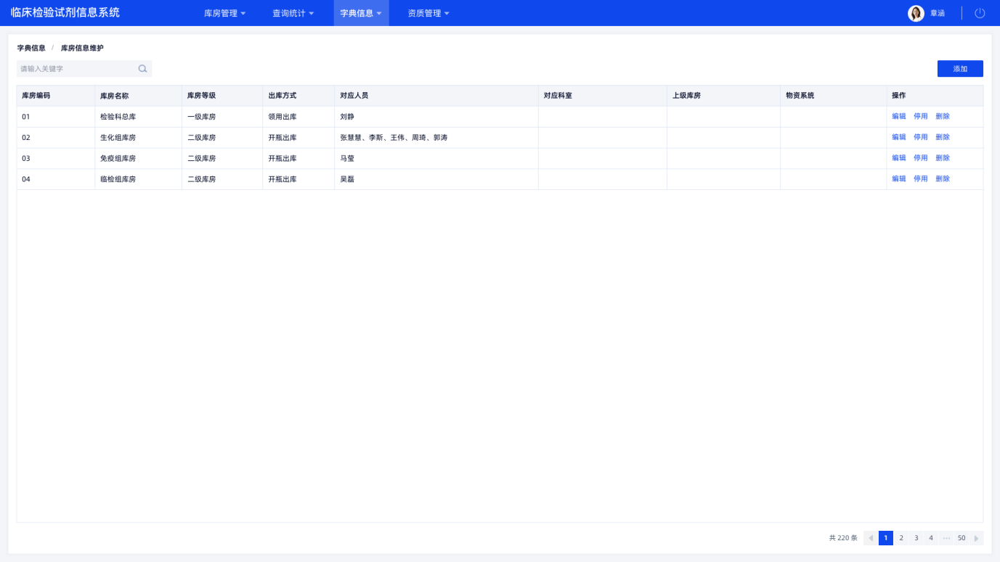 临床检验试剂信息系统 库房管理 查询统计 字典信息 资质管理 章涵
字典信息 / 库房信息维护
请输入关键字 添加
库房编码 库房名称 库房等级 出库方式 对应人员 对应科室 上级库房 物资系统 操作
01 检验科总库 一级库房 领用出库 刘静 编辑 停用 删除
02 生化组库房 二级库房 开瓶出库 张慧慧、李斯、王伟、周琦、郭涛 编辑 停用 删除
03 免疫组库房 二级库房 开瓶出库 马莹 编辑 停用 删除
04 临检组库房 二级库房 开瓶出库 吴磊 编辑 停用 删除
共 220 条 1 2 3 4 ··· 50